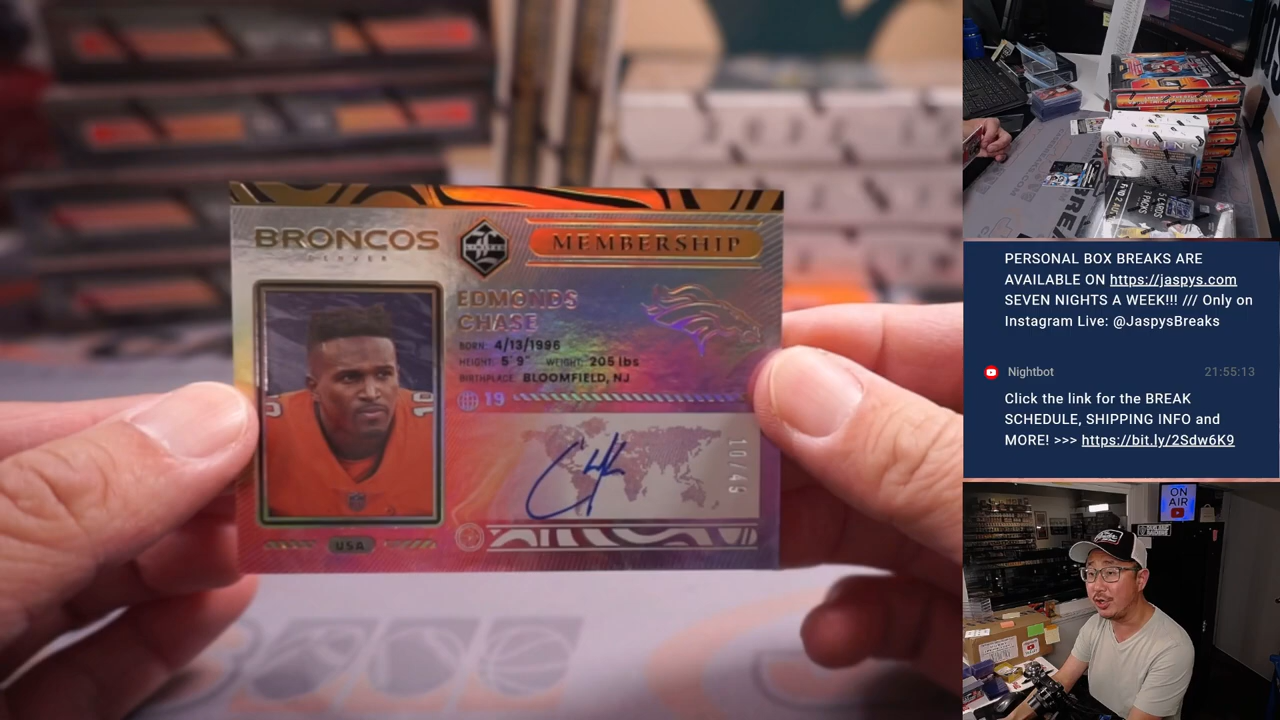 BRONCOS
DENVER
LIMITED
MEMBERSHIP
EDMONDS
CHASE
BORN: 4/13/1996
HEIGHT: 5' 9" WEIGHT: 205 lbs
BIRTHPLACE: BLOOMFIELD, NJ
19
10/49
USA
ORIGINS
PERSONAL BOX BREAKS ARE
AVAILABLE ON https://jaspys.com
SEVEN NIGHTS A WEEK!!! /// Only on
Instagram Live: @JaspysBreaks
Nightbot 21:55:13
Click the link for the BREAK
SCHEDULE, SHIPPING INFO and
MORE! >>> https://bit.ly/2Sdw6K9
ON
AIR